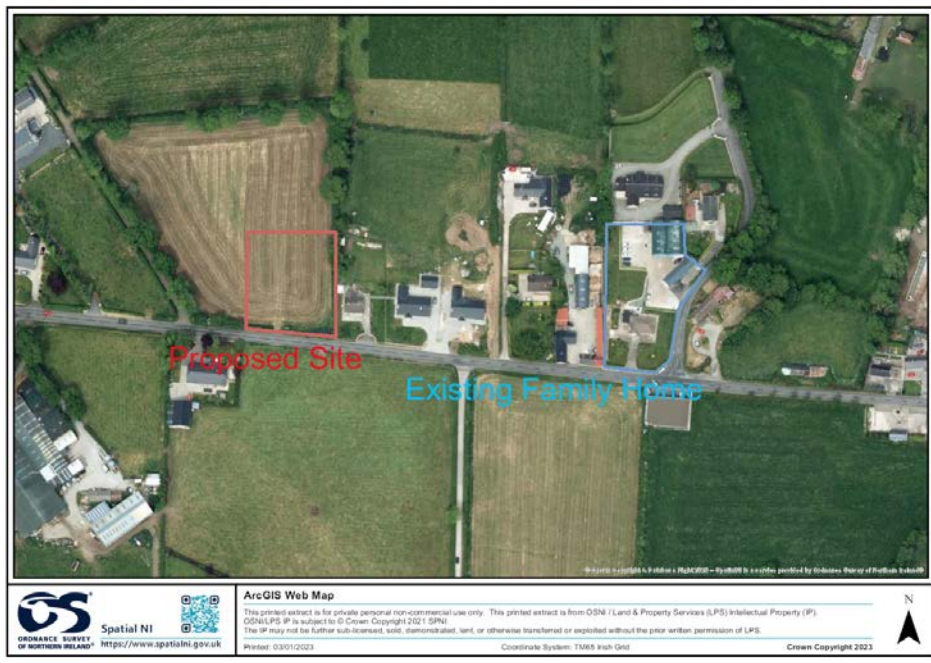 Proposed Site
Existing Family Home
OS
ORDNANCE SURVEY
OF NORTHERN IRELAND®
Spatial NI
https://www.spatialni.gov.uk
ArcGIS Web Map
This printed extract is for private personal non-commercial use only. This printed extract is from OSNI / Land & Property Services (LPS) Intellectual Property (IP).
OSNI/LPS IP is subject to © Crown Copyright 2021 SPNI.
The IP may not be further sub-licensed, sold, demonstrated, lent, or otherwise transferred or exploited without the prior written permission of LPS.
Printed: 03/01/2023
Coordinate System: TM65 Irish Grid
Crown Copyright 2023
N